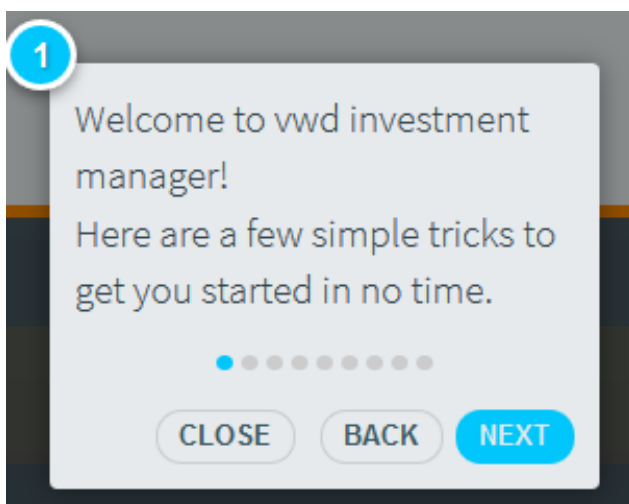 1
Welcome to vwd investment
manager!
Here are a few simple tricks to
get you started in no time.
CLOSE BACK NEXT